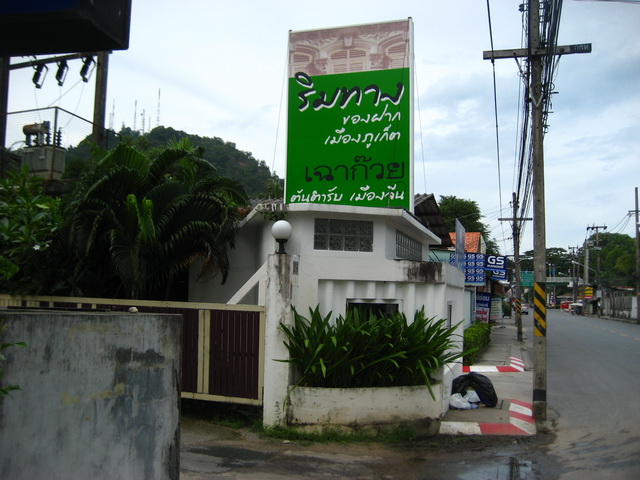 ริมทาง
ของฝาก
เมืองภูเก็ต
เฉาก๊วย
ต้นตำรับ เมืองจีน
GS